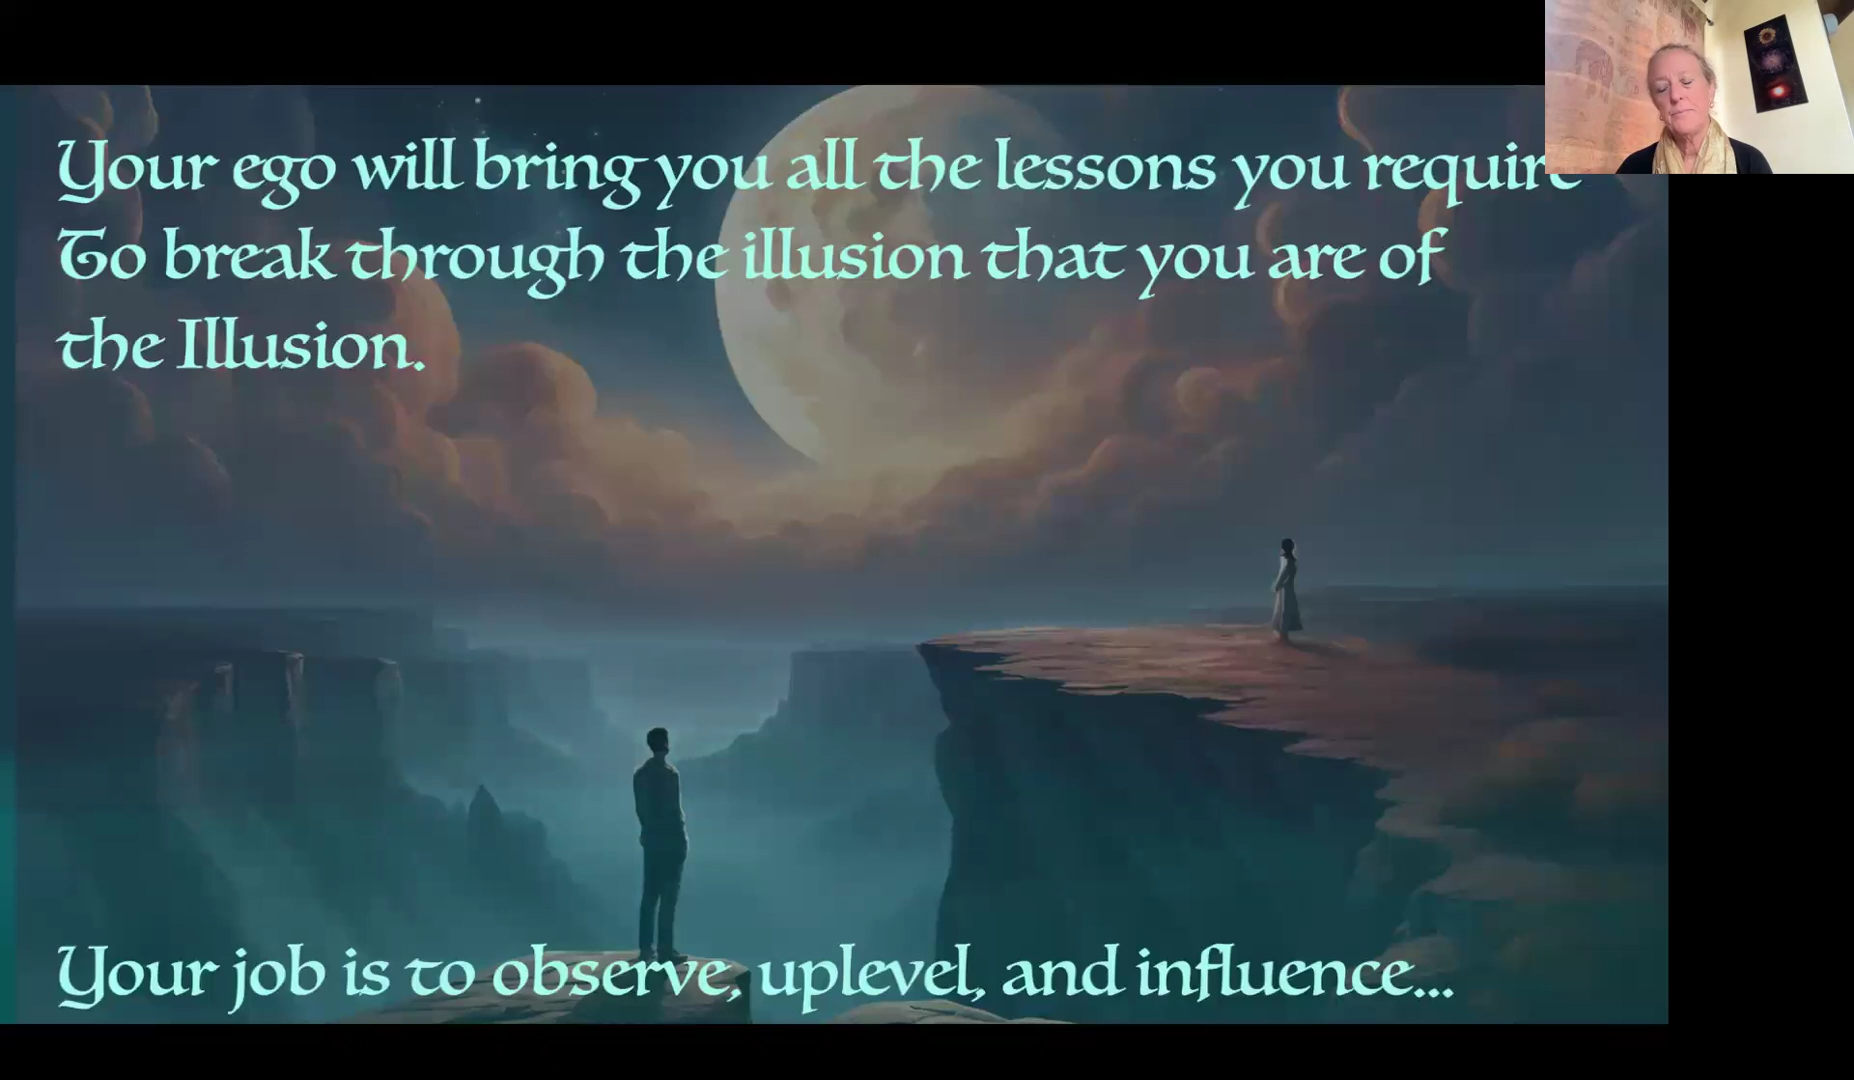 Your ego will bring you all the lessons you require
To break through the illusion that you are of
the Illusion.
Your job is to observe, uplevel, and influence...